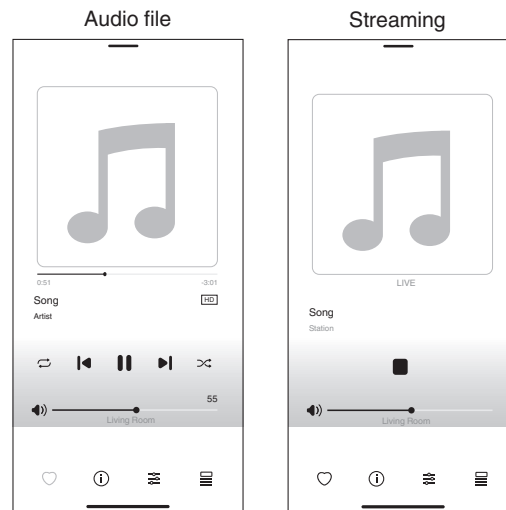 Audio file
0:51 -3:01
Song HD
Artist
55
Living Room
Streaming
LIVE
Song
Station
Living Room